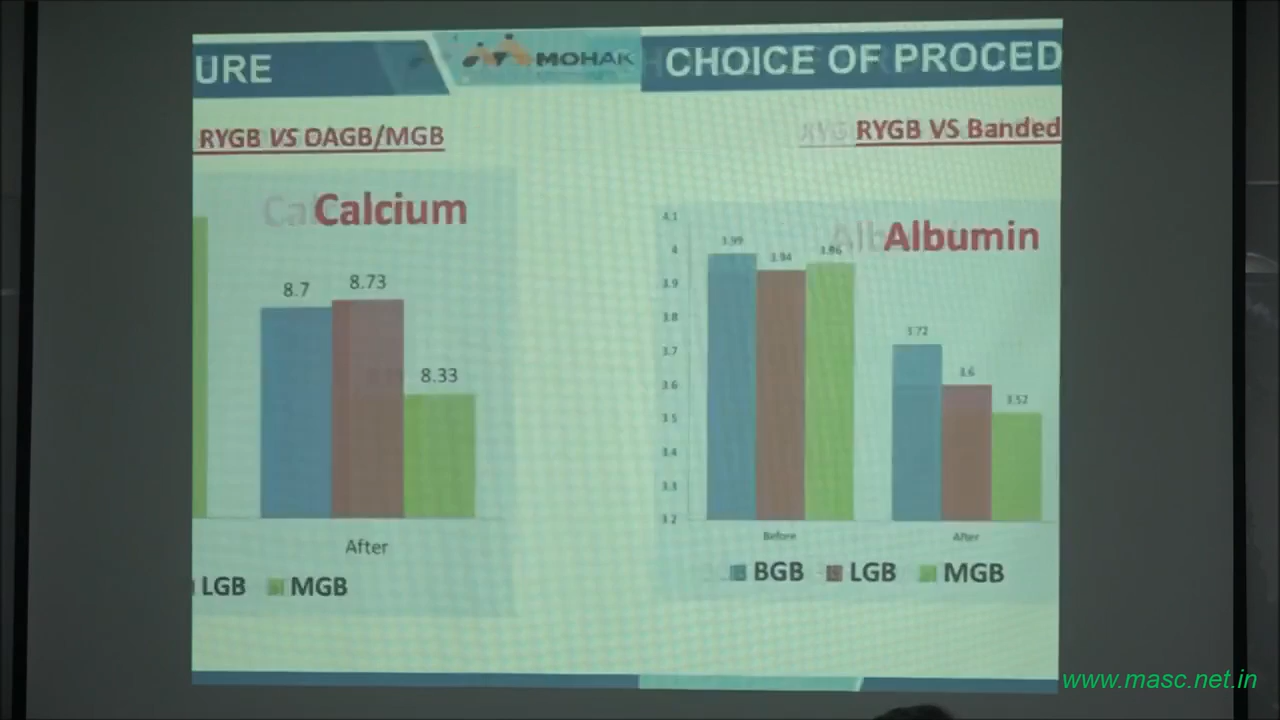 URE
MOHAK
CHOICE OF PROCED
RYGB VS OAGB/MGB
RYGB VS Banded
Calcium
Albumin
8.7
8.73
8.33
After
LGB
MGB
4.1
4
3.9
3.8
3.7
3.6
3.5
3.4
3.3
3.2
3.99
3.94
3.96
3.72
3.6
3.52
Before
After
BGB
LGB
MGB
www.masc.net.in